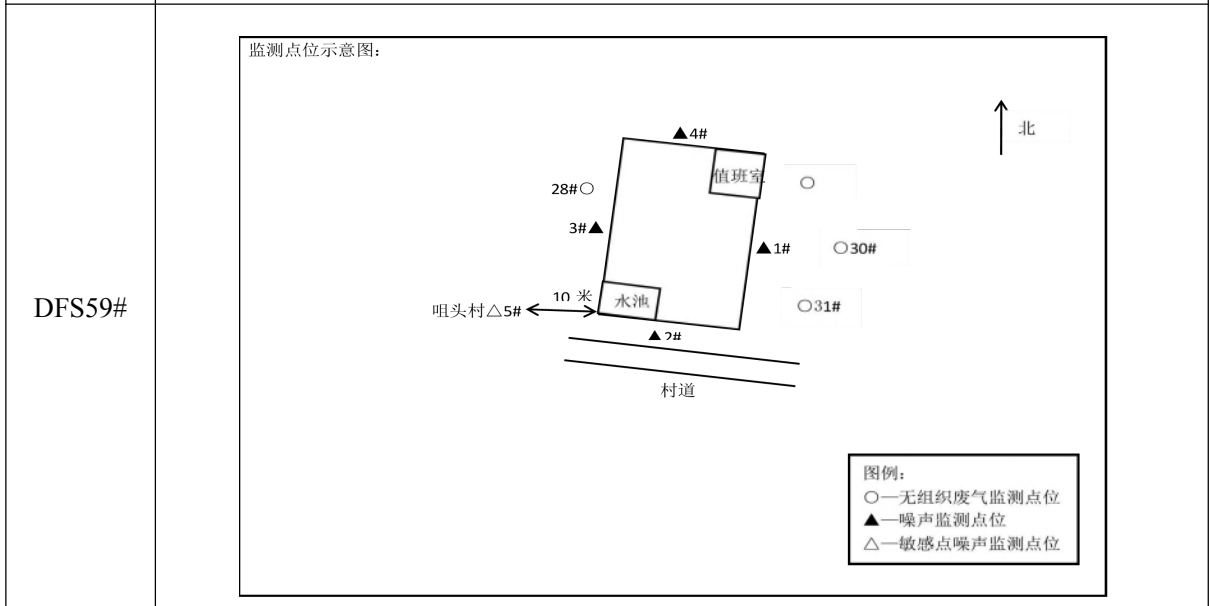 DFS59#
监测点位示意图：
北
▲4#
值班室
28#○
○
3#▲
▲1#
○30#
咀头村△5#
10 米
水池
○31#
▲2#
村道
图例：
○—无组织废气监测点位
▲—噪声监测点位
△—敏感点噪声监测点位